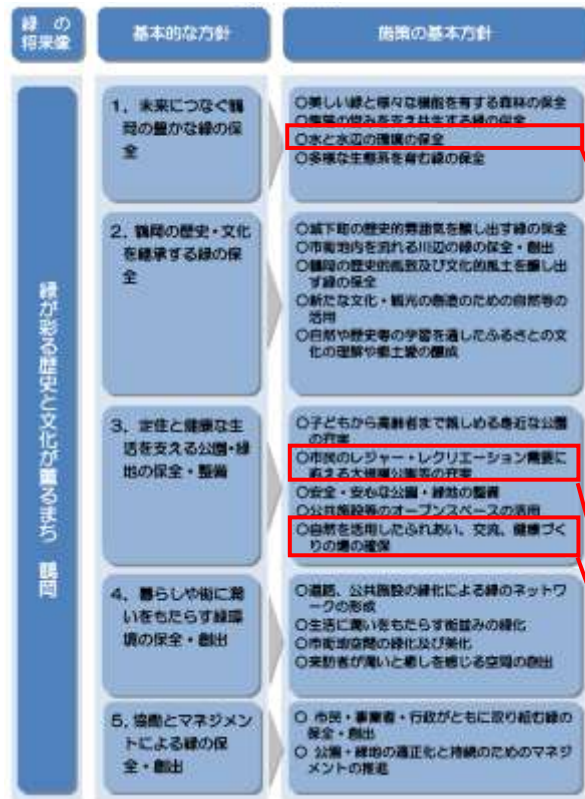 緑の
将来像
基本的な方針
施策の基本方針
緑が彩る歴史と文化が薫るまち 鶴岡
1．未来につなぐ鶴
岡の豊かな緑の保
全
○美しい緑と様々な機能を有する森林の保全
○水と水辺の環境の保全
○多様な生態系を育む緑の保全
2．鶴岡の歴史・文化
を継承する緑の保
全
○城下町の歴史的雰囲気を醸し出す緑の保全
○市街地内を流れる川辺の緑の保全・創出
○鶴岡の歴史的風致及び文化的風土を醸し出
す緑の保全
○新たな文化・観光の創造のための自然等の
活用
○自然や歴史等の学習を通したふるさとの文
化の理解や郷土愛の醸成
3．定住と健康な生
活を支える公園・緑
地の保全・整備
○子どもから高齢者まで親しめる身近な公園
の充実
○市民のレジャー・レクリエーション需要に
応える大規模公園等の充実
○安全・安心な公園・緑地の整備
○公共施設等のオープンスペースの活用
○自然を活用したふれあい、交流、健康づく
りの場の確保
4．暮らしや街に潤
いをもたらす緑環
境の保全・創出
○道路、公共施設の緑化による緑のネットワ
ークの形成
○生活に潤いをもたらす街並みの緑化
○市街地空間の緑化及び美化
○来訪者が潤いと癒しを感じる空間の創出
5．協働とマネジメン
トによる緑の保
全・創出
○ 市民・事業者・行政がともに取り組む緑の
保全・創出
○ 公園・緑地の適正化と持続のためのマネジ
メントの推進